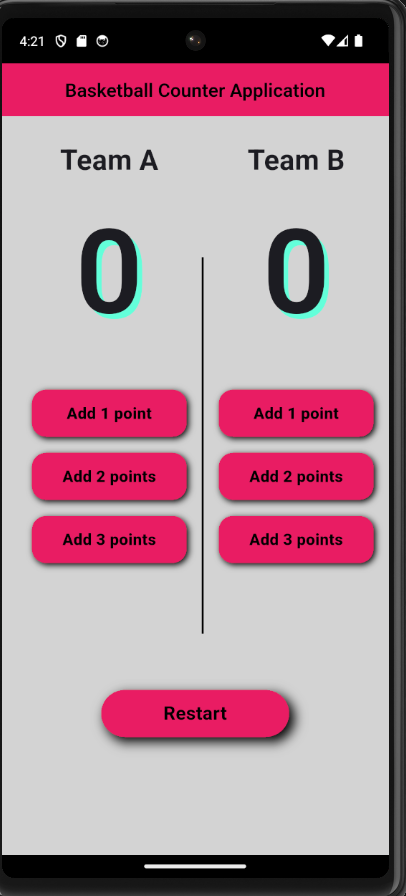 4:21
Basketball Counter Application
Team A
Team B
0
0
Add 1 point
Add 1 point
Add 2 points
Add 2 points
Add 3 points
Add 3 points
Restart